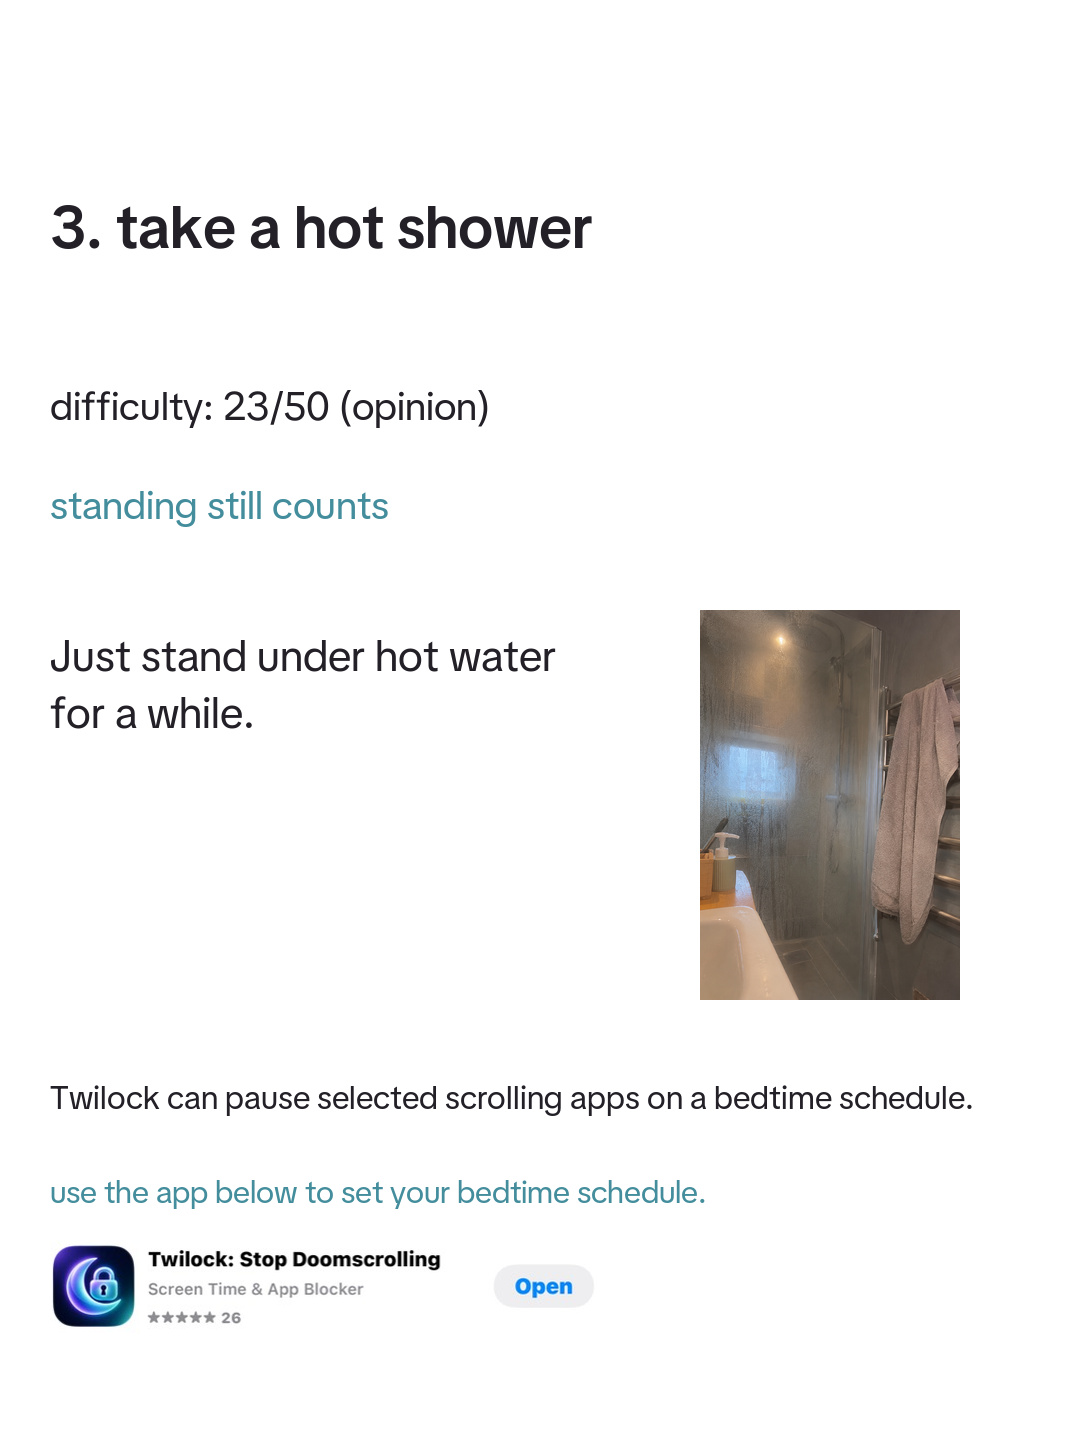 3. take a hot shower
difficulty: 23/50 (opinion)
standing still counts
Just stand under hot water
for a while.
Twilock can pause selected scrolling apps on a bedtime schedule.
use the app below to set your bedtime schedule.
Twilock: Stop Doomscrolling
Screen Time & App Blocker
★★★★★ 26
Open